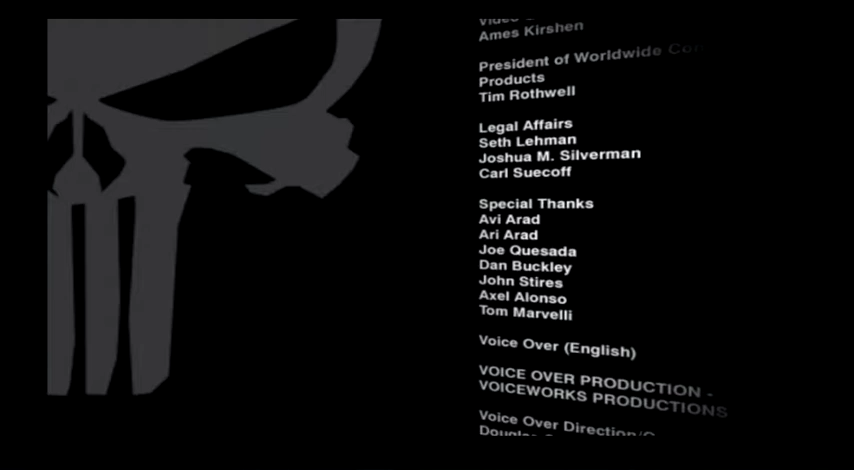 Video
Ames Kirshen
President of Worldwide
Products
Tim Rothwell
Legal Affairs
Seth Lehman
Joshua M. Silverman
Carl Suecoff
Special Thanks
Avi Arad
Ari Arad
Joe Quesada
Dan Buckley
John Stires
Axel Alonso
Tom Marvelli
Voice Over (English)
VOICE OVER PRODUCTION -
VOICEWORKS PRODUCTIONS
Voice Over Direction/